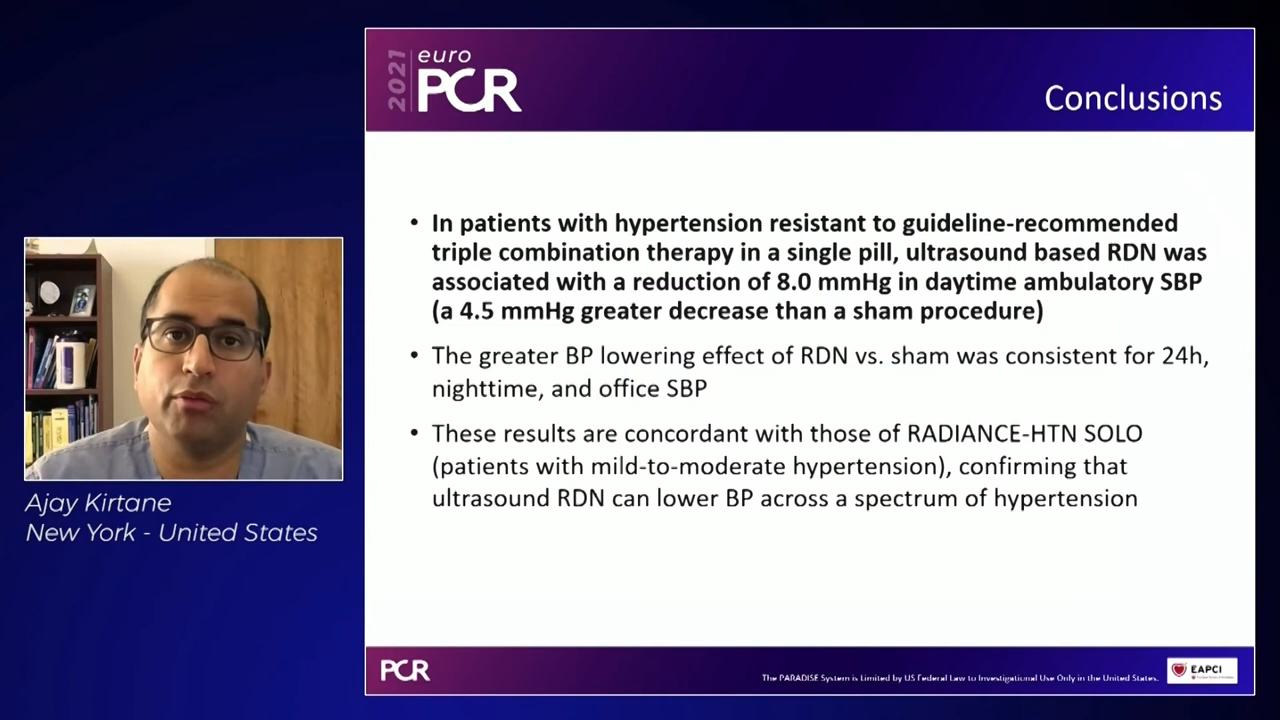 2021
euro
PCR
Conclusions
• In patients with hypertension resistant to guideline-recommended
triple combination therapy in a single pill, ultrasound based RDN was
associated with a reduction of 8.0 mmHg in daytime ambulatory SBP
(a 4.5 mmHg greater decrease than a sham procedure)
• The greater BP lowering effect of RDN vs. sham was consistent for 24h,
nighttime, and office SBP
• These results are concordant with those of RADIANCE-HTN SOLO
(patients with mild-to-moderate hypertension), confirming that
ultrasound RDN can lower BP across a spectrum of hypertension
Ajay Kirtane
New York - United States
PCR
The PARADISE System is Limited by US Federal Law to Investigational Use Only in the United States.
EAPCI